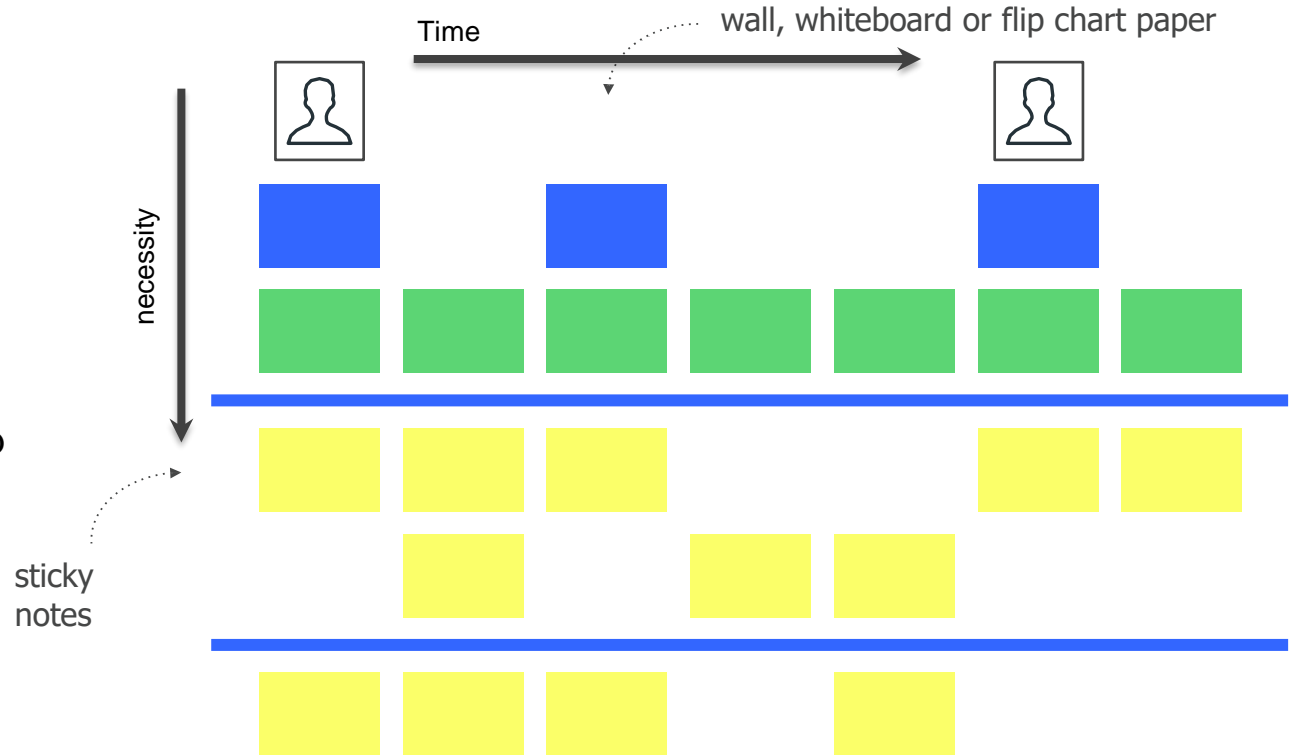 wall, whiteboard or flip chart paper
Time
necessity
sticky
notes